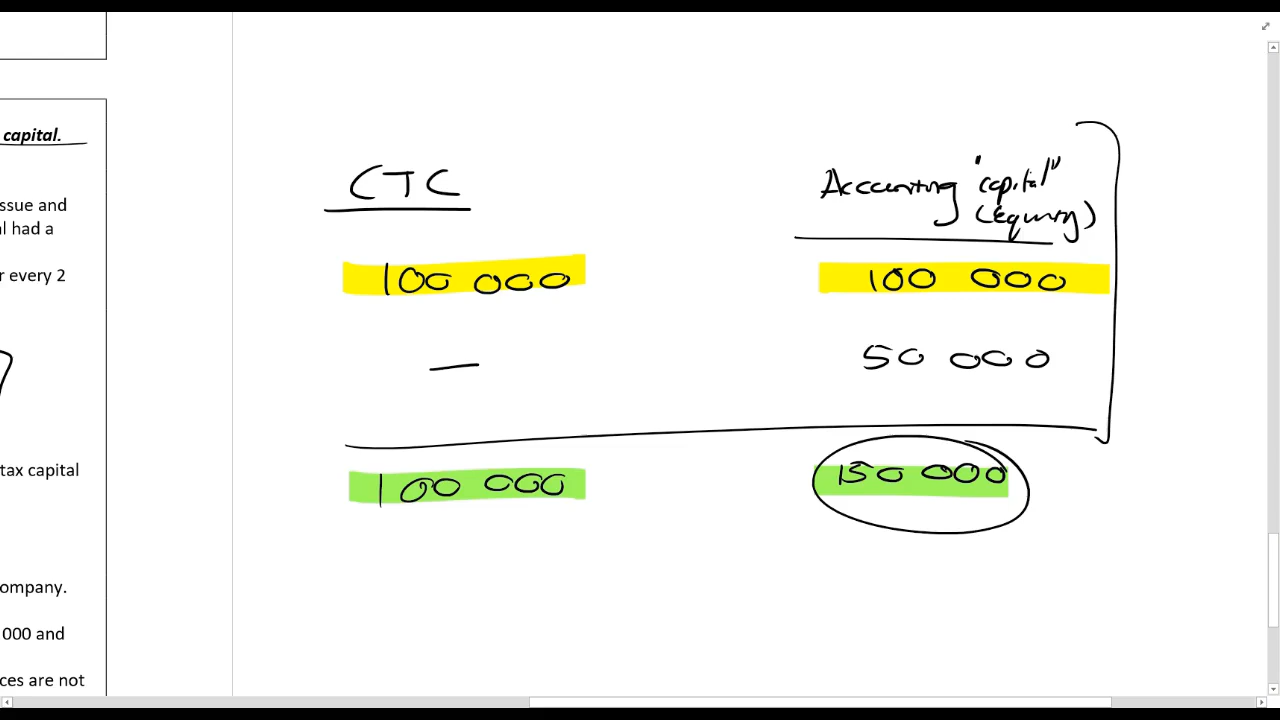 capital.
ssue and
l had a
r every 2
tax capital
ompany.
000 and
ces are not
CTC
Accounting "capital"
(equity)
100 000 100 000
— 50 000
100 000 150 000